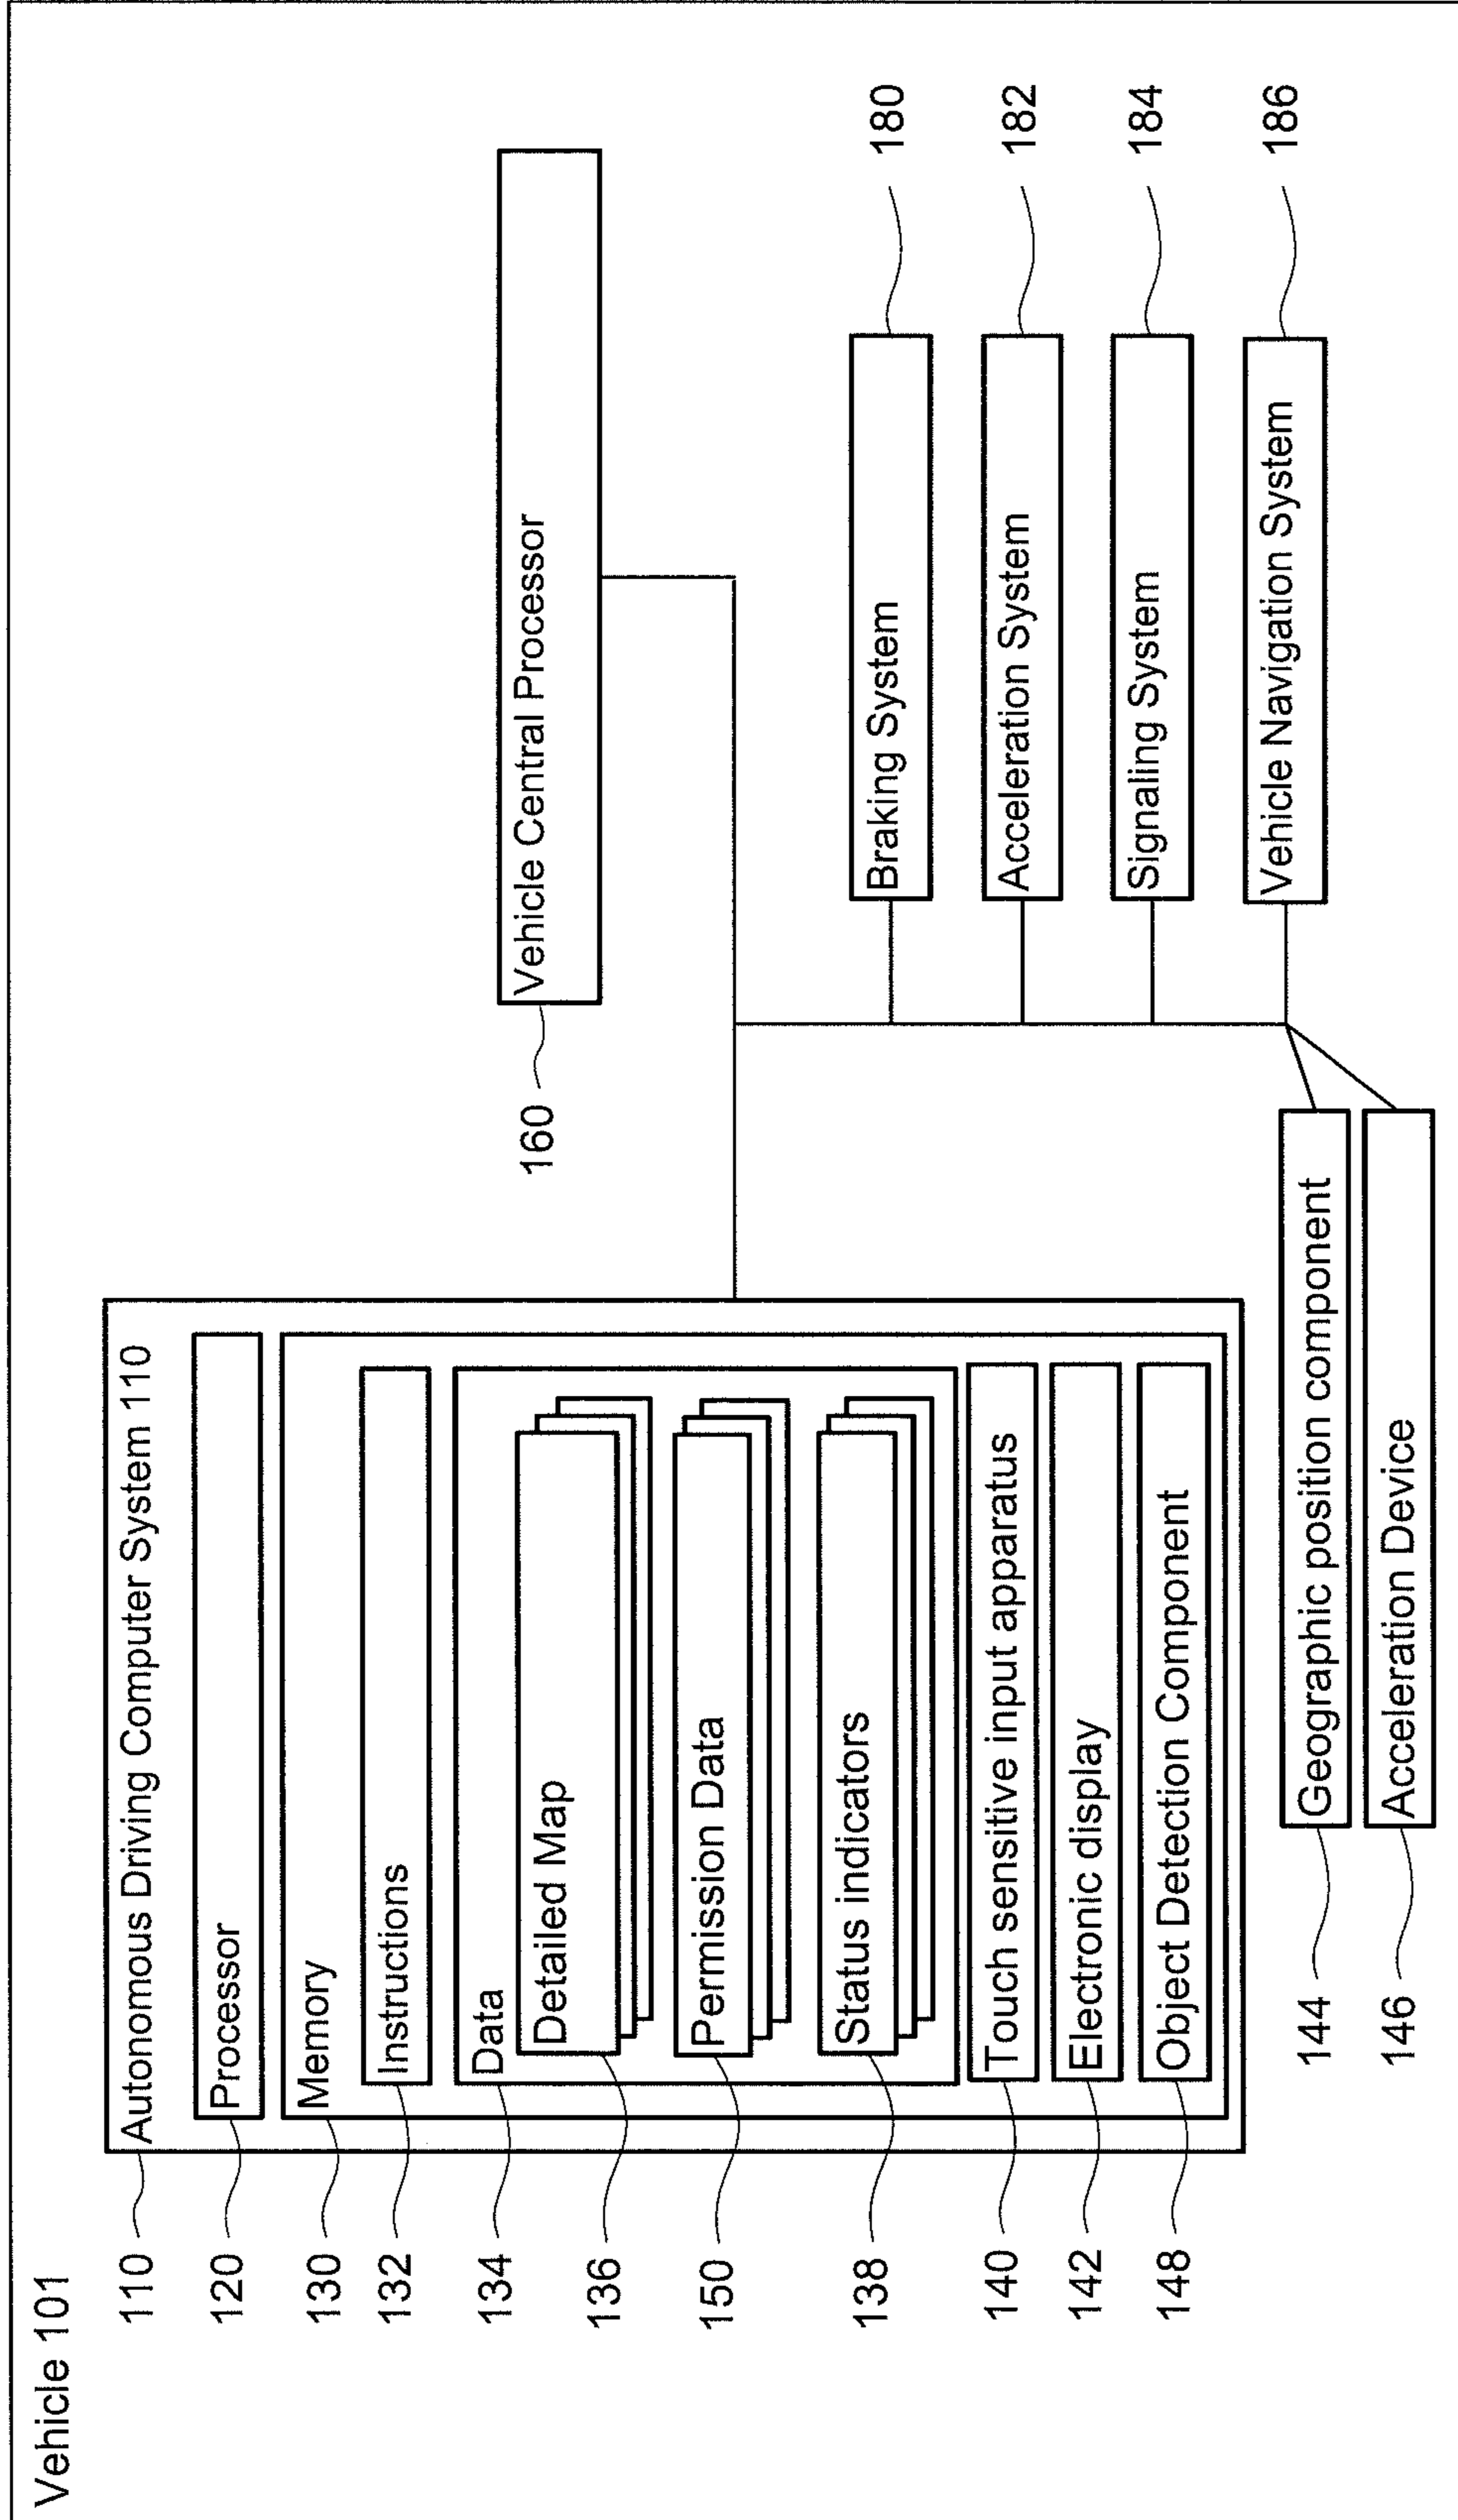 Vehicle 101
110
Autonomous Driving Computer System 110
120
Processor
130
Memory
132
Instructions
134
Data
136
Detailed Map
150
Permission Data
138
Status indicators
140
Touch sensitive input apparatus
142
Electronic display
148
Object Detection Component
144
Geographic position component
146
Acceleration Device
160
Vehicle Central Processor
Braking System
180
Acceleration System
182
Signaling System
184
Vehicle Navigation System
186